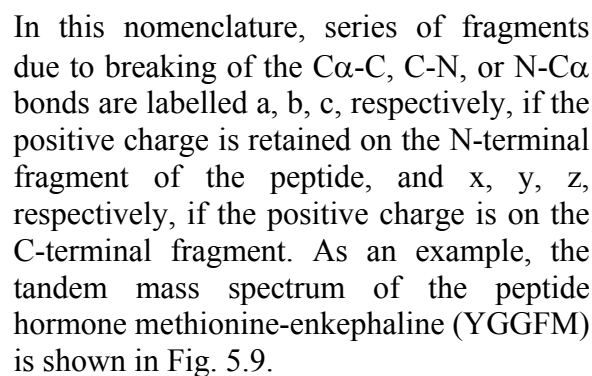 In this nomenclature, series of fragments
due to breaking of the Cα-C, C-N, or N-Cα
bonds are labelled a, b, c, respectively, if the
positive charge is retained on the N-terminal
fragment of the peptide, and x, y, z,
respectively, if the positive charge is on the
C-terminal fragment. As an example, the
tandem mass spectrum of the peptide
hormone methionine-enkephaline (YGGFM)
is shown in Fig. 5.9.